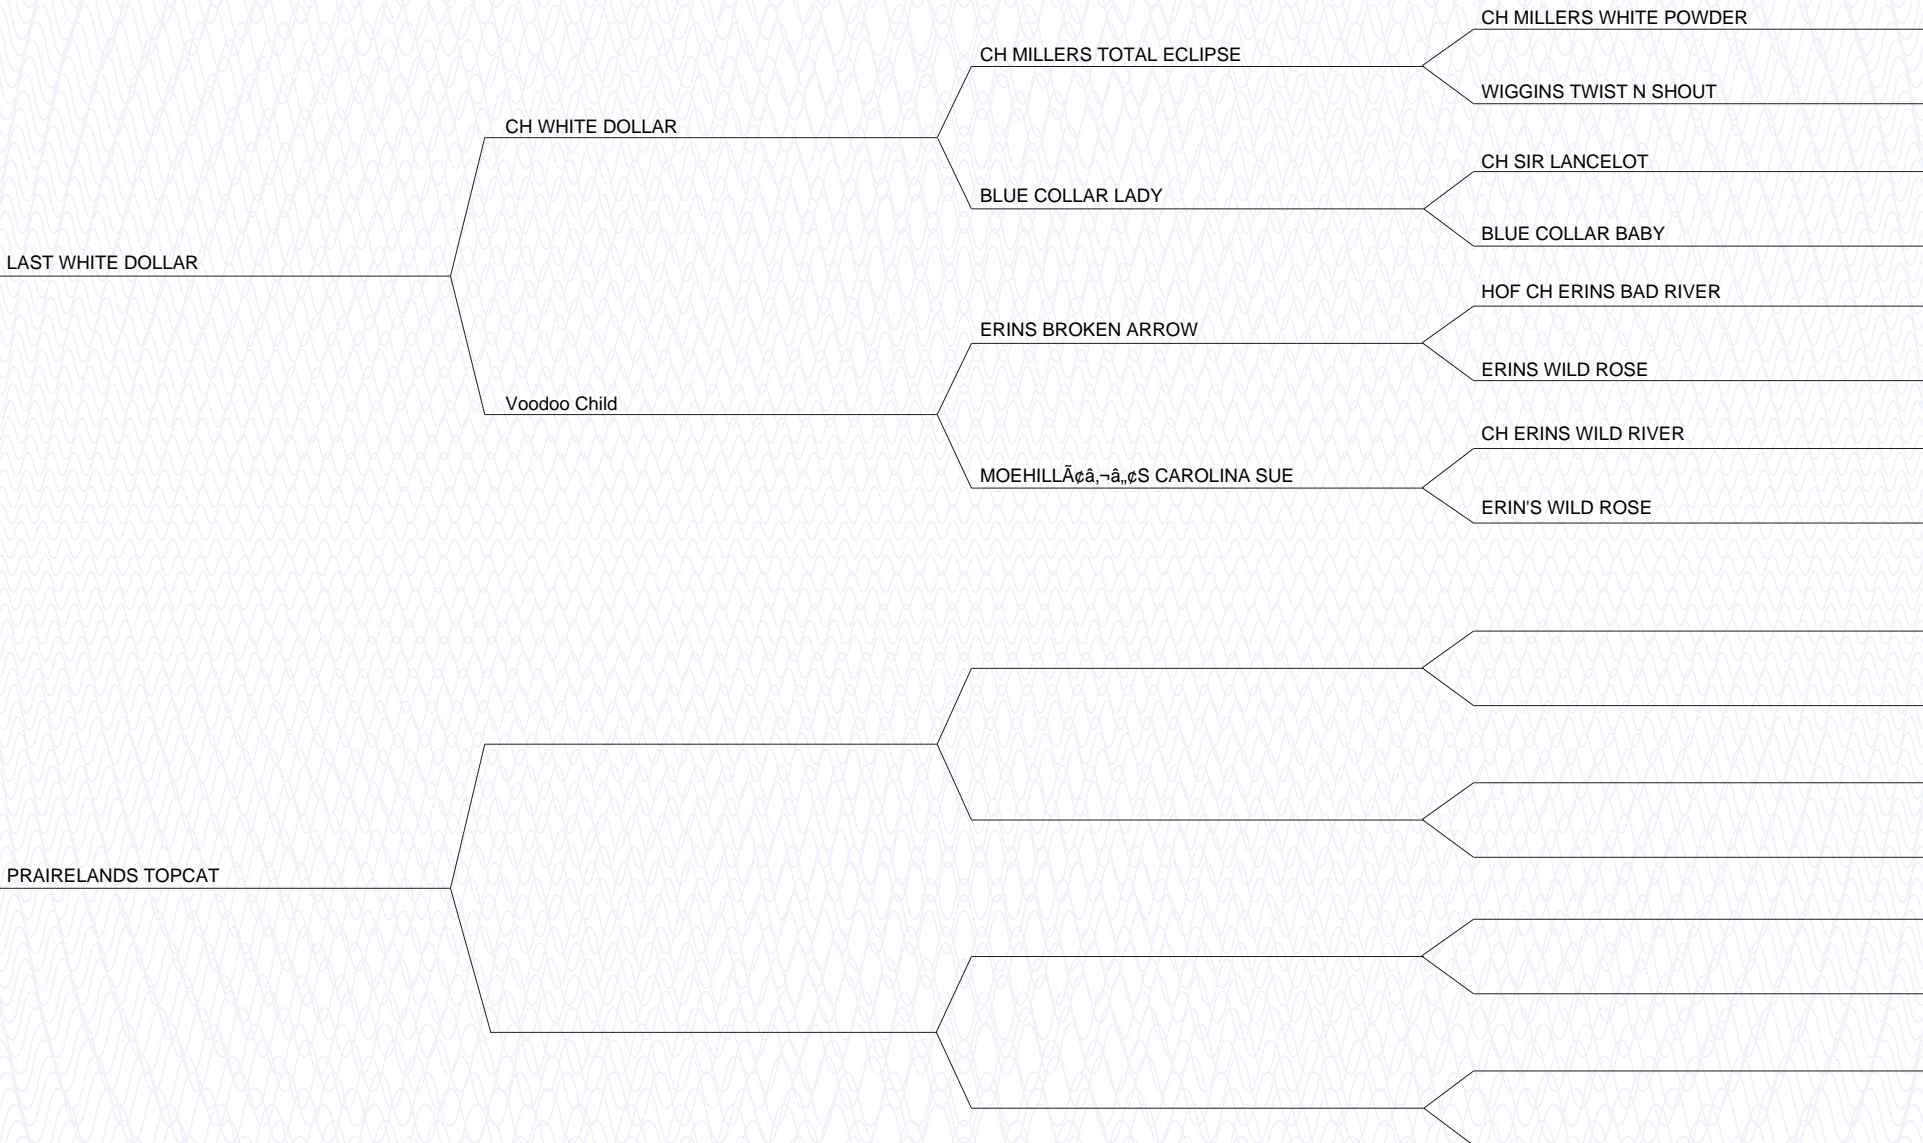 CH MILLERS WHITE POWDER
CH MILLERS TOTAL ECLIPSE
WIGGINS TWIST N SHOUT
CH WHITE DOLLAR
CH SIR LANCELOT
BLUE COLLAR LADY
BLUE COLLAR BABY
LAST WHITE DOLLAR
HOF CH ERINS BAD RIVER
ERINS BROKEN ARROW
ERINS WILD ROSE
Voodoo Child
CH ERINS WILD RIVER
MOEHILLÃ¢â‚¬â„¢S CAROLINA SUE
ERIN'S WILD ROSE
PRAIRELANDS TOPCAT